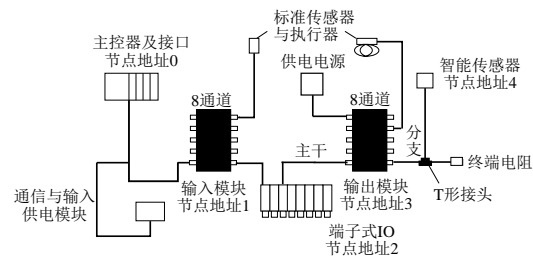 标准传感器
与执行器
主控器及接口
节点地址0
供电电源
智能传感器
节点地址4
8通道
8通道
分支
主干
终端电阻
通信与输入
供电模块
输入模块
节点地址1
输出模块
节点地址3
T形接头
端子式IO
节点地址2